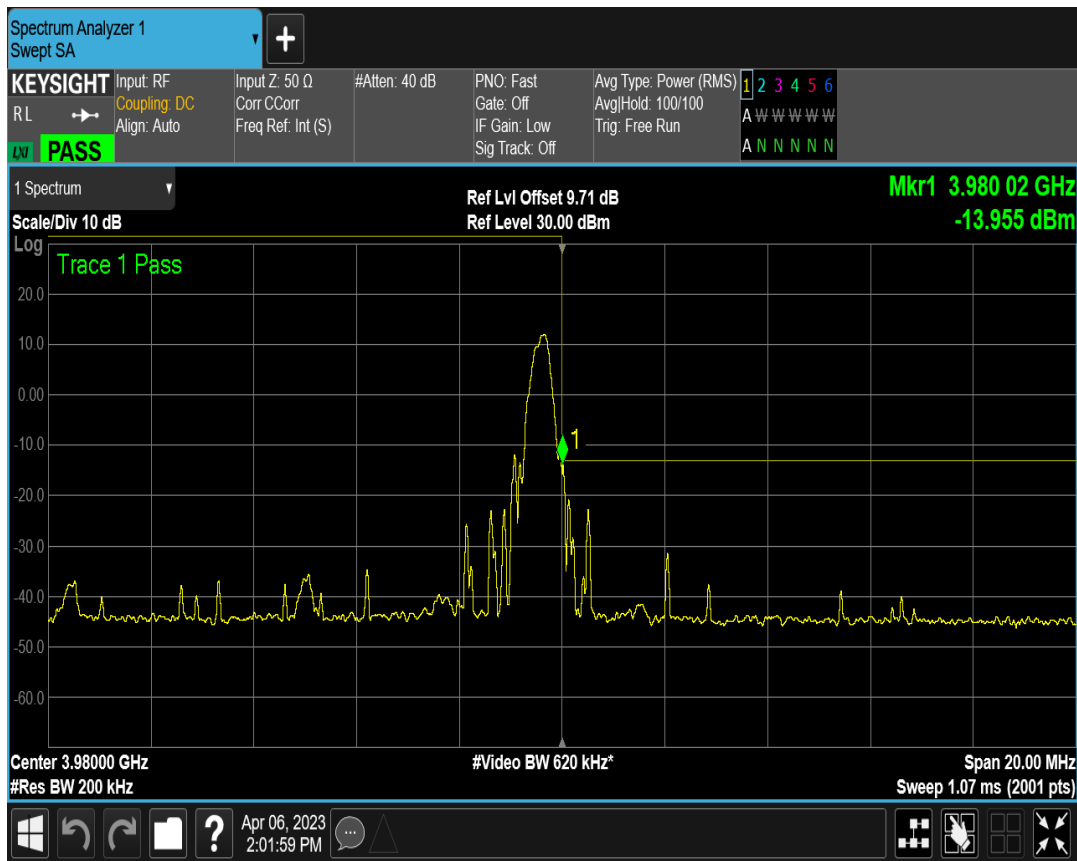 Spectrum Analyzer 1
Swept SA
+
KEYSIGHT
RL
LXI PASS
Input: RF
Coupling: DC
Align: Auto
Input Z: 50 Ω
Corr CCorr
Freq Ref: Int (S)
#Atten: 40 dB
PNO: Fast
Gate: Off
IF Gain: Low
Sig Track: Off
Avg Type: Power (RMS)
Avg|Hold: 100/100
Trig: Free Run
1 2 3 4 5 6
A W W W W W
A N N N N N
1 Spectrum
Scale/Div 10 dB
Ref Lvl Offset 9.71 dB
Ref Level 30.00 dBm
Mkr1 3.980 02 GHz
-13.955 dBm
Log
Trace 1 Pass
20.0
10.0
0.00
-10.0
1
-20.0
-30.0
-40.0
-50.0
-60.0
Center 3.98000 GHz
#Res BW 200 kHz
#Video BW 620 kHz*
Span 20.00 MHz
Sweep 1.07 ms (2001 pts)
?
Apr 06, 2023
2:01:59 PM